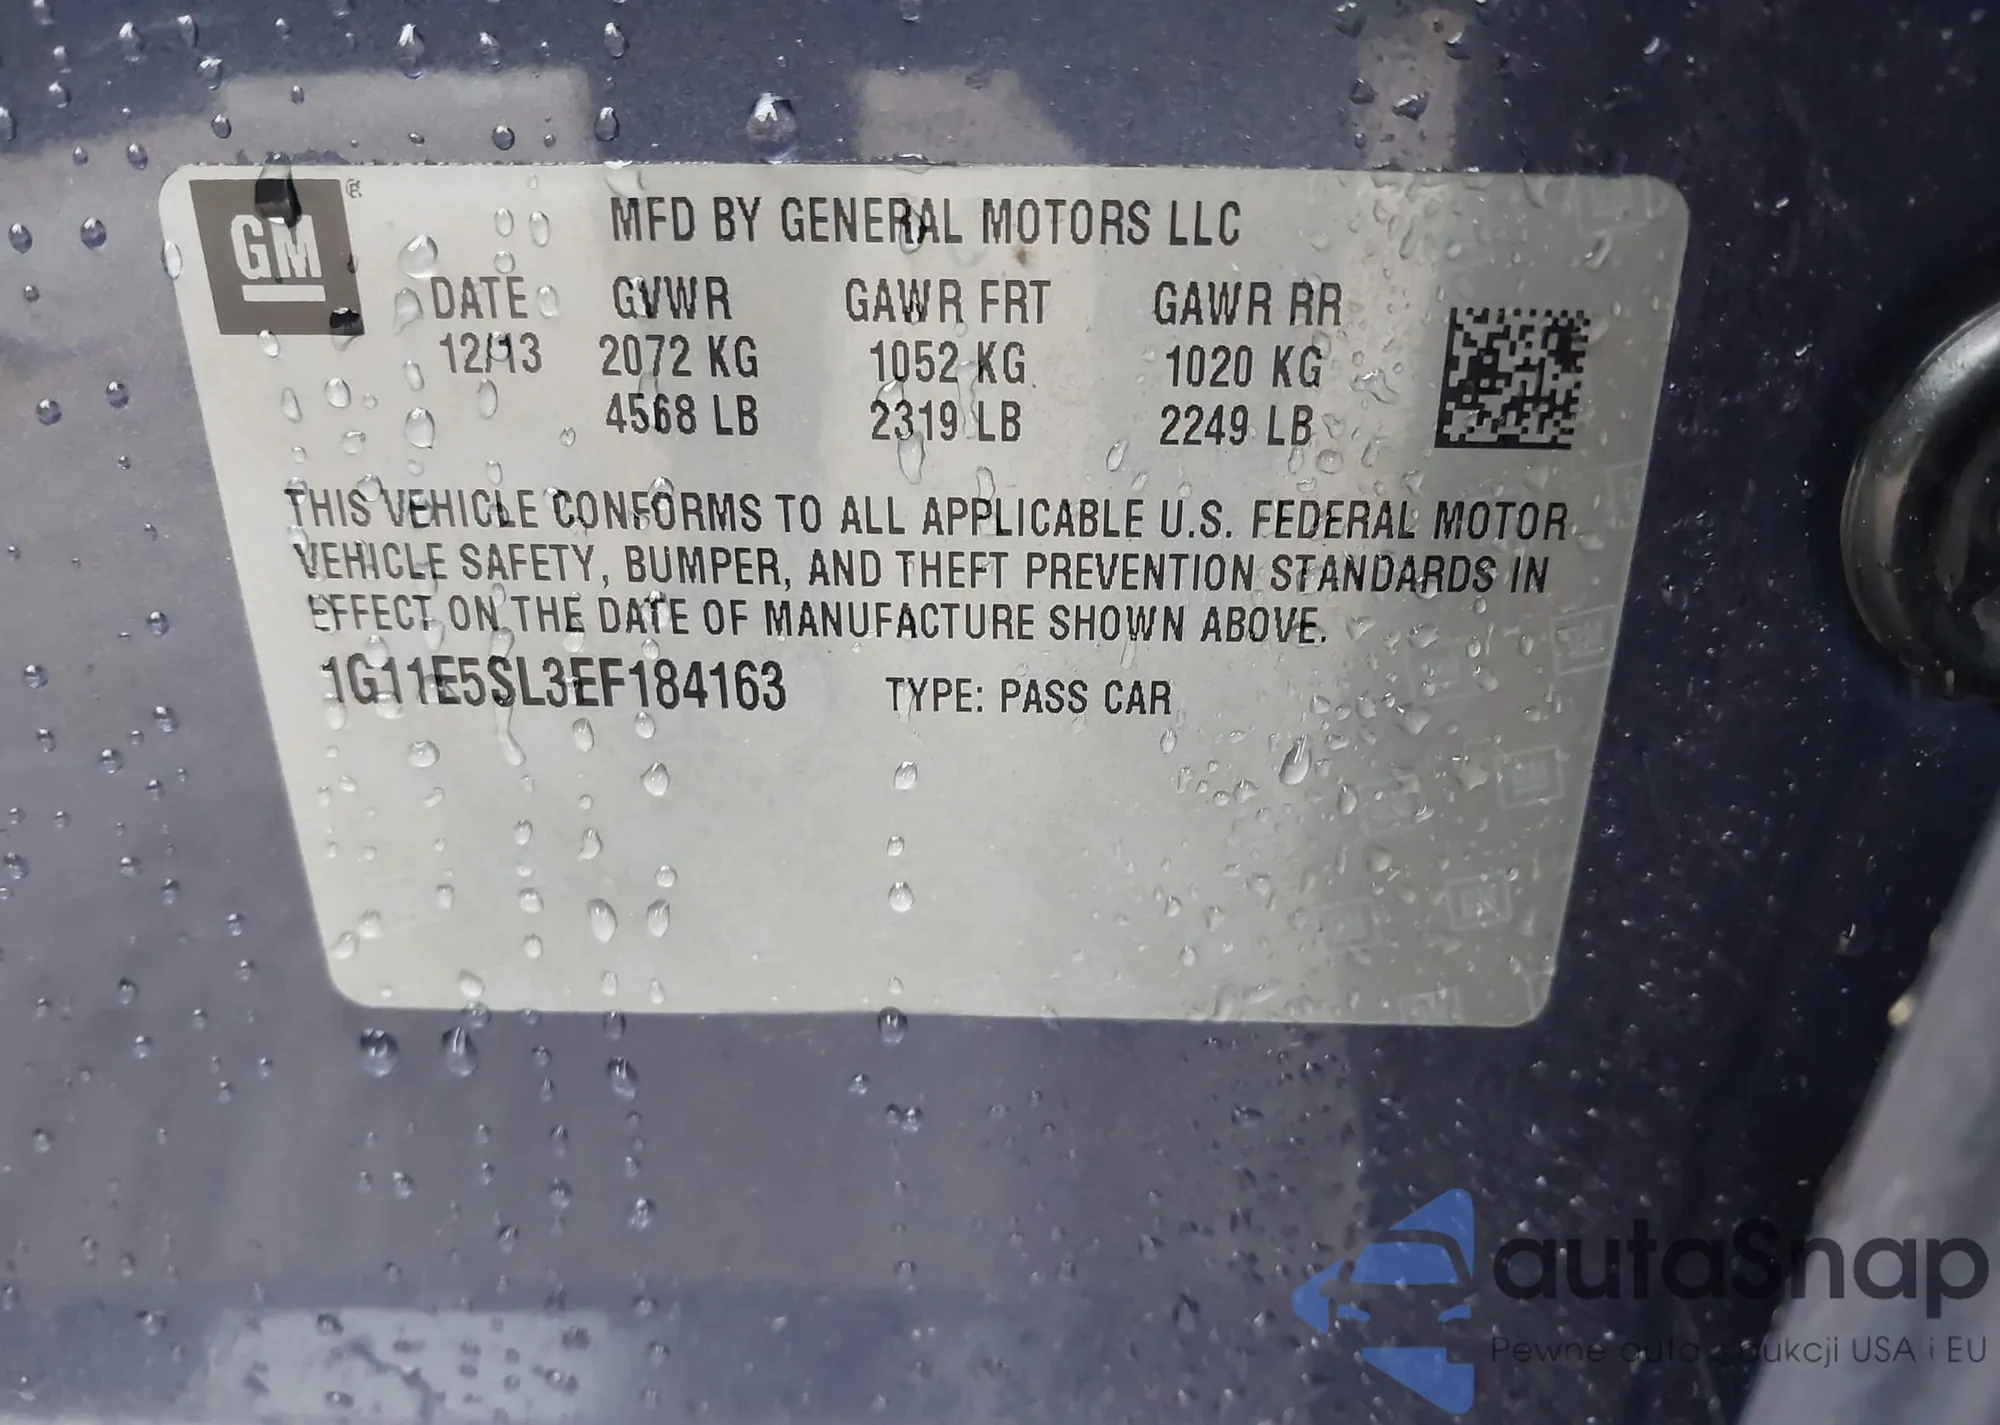 GM
MFD BY GENERAL MOTORS LLC
DATE GVWR GAWR FRT GAWR RR
12/13 2072 KG 1052 KG 1020 KG
4568 LB 2319 LB 2249 LB
THIS VEHICLE CONFORMS TO ALL APPLICABLE U.S. FEDERAL MOTOR
VEHICLE SAFETY, BUMPER, AND THEFT PREVENTION STANDARDS IN
EFFECT ON THE DATE OF MANUFACTURE SHOWN ABOVE.
1G11E5SL3EF184163 TYPE: PASS CAR
autaSnap
Pewne auta z aukcji USA i EU